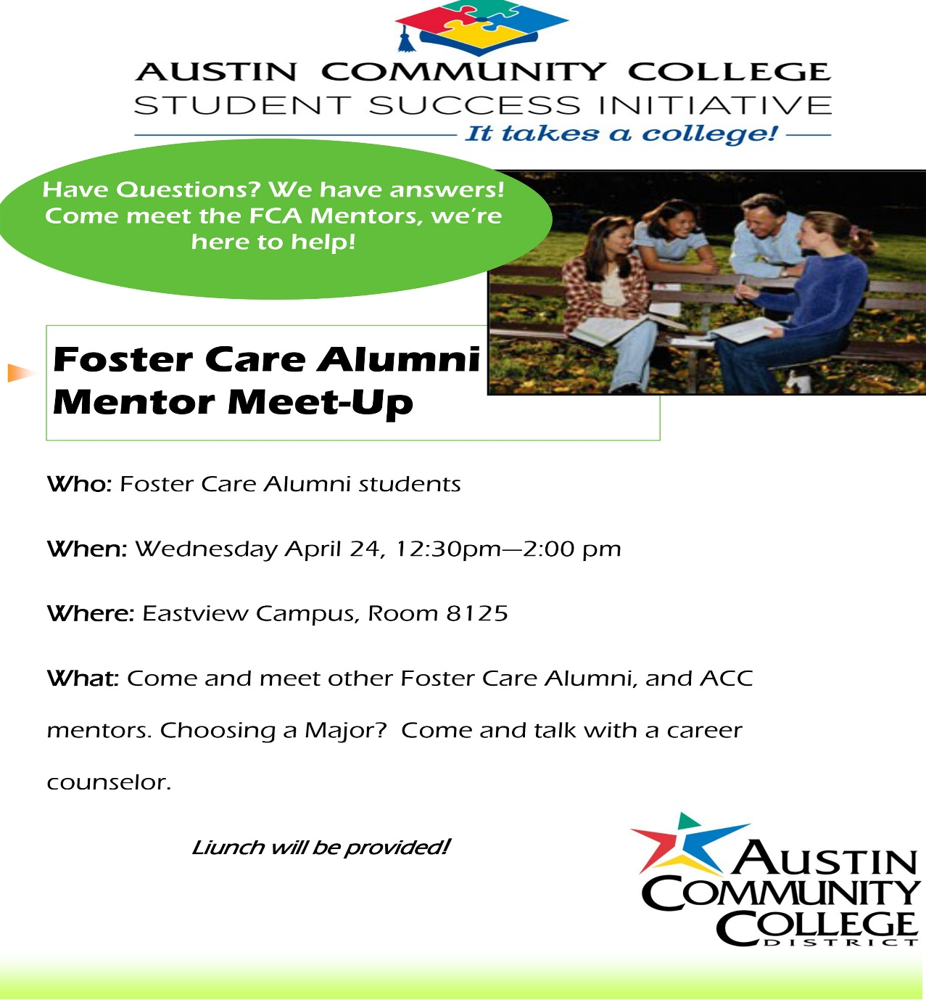 AUSTIN COMMUNITY COLLEGE
STUDENT SUCCESS INITIATIVE
It takes a college!
Have Questions? We have answers!
Come meet the FCA Mentors, we're
here to help!
Foster Care Alumni
Mentor Meet-Up
Who: Foster Care Alumni students
When: Wednesday April 24, 12:30pm—2:00 pm
Where: Eastview Campus, Room 8125
What: Come and meet other Foster Care Alumni, and ACC
mentors. Choosing a Major?  Come and talk with a career
counselor.
Liunch will be provided!
AUSTIN
COMMUNITY
COLLEGE
DISTRICT